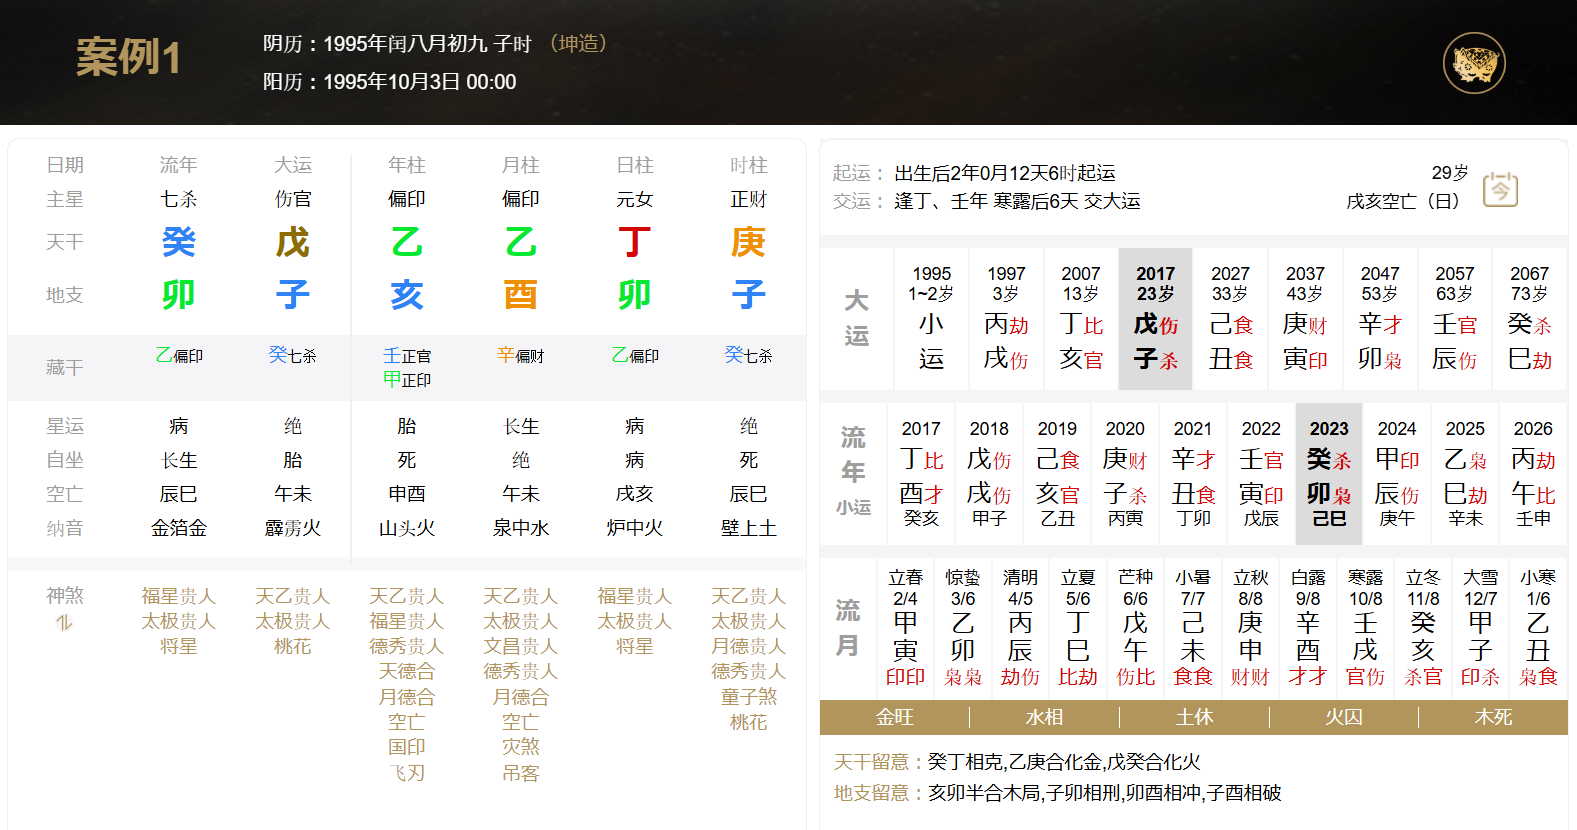 案例1
阴历：1995年闰八月初九 子时 （坤造）
阳历：1995年10月3日 00:00
日期 流年 大运 年柱 月柱 日柱 时柱
主星 七杀 伤官 偏印 偏印 元女 正财
天干 癸 戊 乙 乙 丁 庚
地支 卯 子 亥 酉 卯 子
藏干 乙偏印 癸七杀 壬正官 辛偏财 乙偏印 癸七杀
甲正印
星运 病 绝 胎 长生 病 绝
自坐 长生 胎 死 绝 病 死
空亡 辰巳 午未 申酉 午未 戌亥 辰巳
纳音 金箔金 霹雳火 山头火 泉中水 炉中火 壁上土
神煞 福星贵人 天乙贵人 天乙贵人 天乙贵人 福星贵人 天乙贵人
太极贵人 太极贵人 福星贵人 太极贵人 太极贵人 太极贵人
将星 桃花 德秀贵人 文昌贵人 将星 月德贵人
天德合 德秀贵人 德秀贵人
月德合 月德合 童子煞
空亡 空亡 桃花
国印 灾煞
飞刃 吊客
起运： 出生后2年0月12天6时起运 29岁
交运： 逢丁、壬年 寒露后6天 交大运 戌亥空亡（日）
今
大运
1995 1997 2007 2017 2027 2037 2047 2057 2067
1~2岁 3岁 13岁 23岁 33岁 43岁 53岁 63岁 73岁
小 丙劫 丁比 戊伤 己食 庚财 辛才 壬官 癸杀
运 戌伤 亥官 子杀 丑食 寅印 卯枭 辰伤 巳劫
流年
小运
2017 2018 2019 2020 2021 2022 2023 2024 2025 2026
丁比 戊伤 己食 庚财 辛才 壬官 癸杀 甲印 乙枭 丙劫
酉才 戌伤 亥官 子杀 丑食 寅印 卯枭 辰伤 巳劫 午比
癸亥 甲子 乙丑 丙寅 丁卯 戊辰 己巳 庚午 辛未 壬申
流月
立春 惊蛰 清明 立夏 芒种 小暑 立秋 白露 寒露 立冬 大雪 小寒
2/4 3/6 4/5 5/6 6/6 7/7 8/8 9/8 10/8 11/8 12/7 1/6
甲 乙 丙 丁 戊 己 庚 辛 壬 癸 甲 乙
寅 卯 辰 巳 午 未 申 酉 戌 亥 子 丑
印印 枭枭 劫伤 比劫 伤比 食食 财财 才才 官伤 杀官 印杀 枭食
金旺 水相 土休 火囚 木死
天干留意：癸丁相克,乙庚合化金,戊癸合化火
地支留意：亥卯半合木局,子卯相刑,卯酉相冲,子酉相破